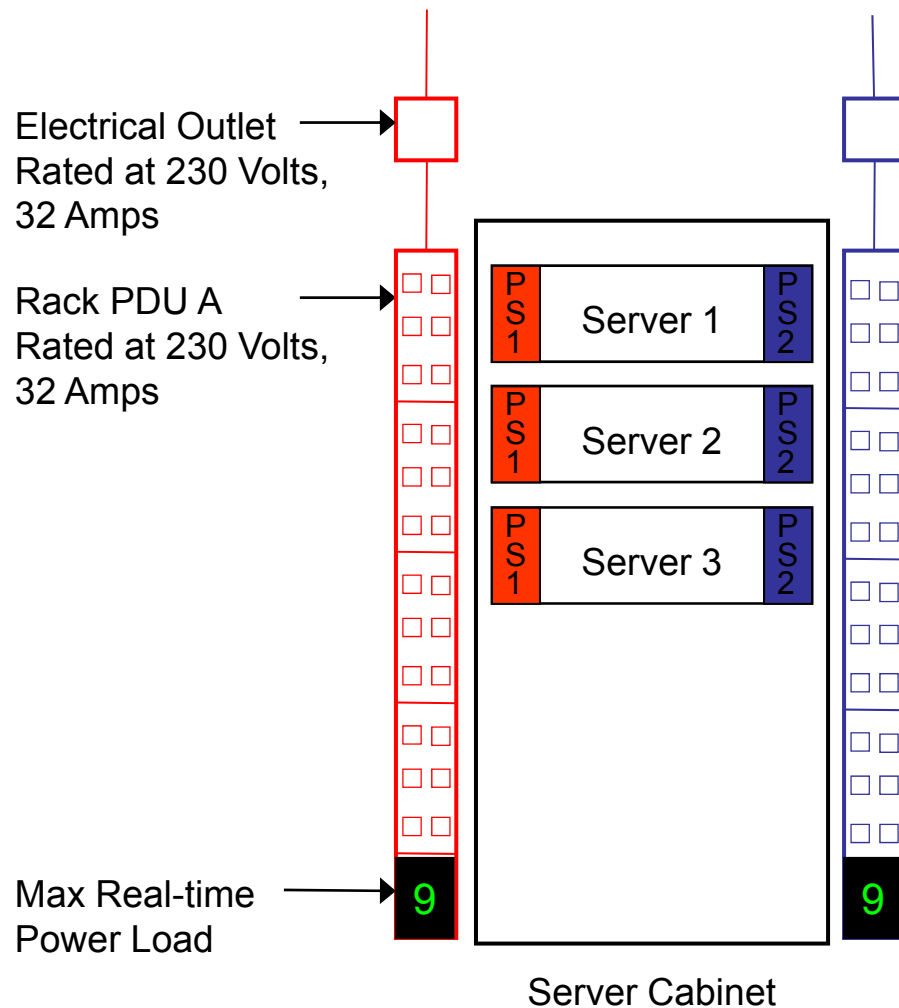 Electrical Outlet
Rated at 230 Volts,
32 Amps
Rack PDU A
Rated at 230 Volts,
32 Amps
PS1
Server 1
PS2
PS1
Server 2
PS2
PS1
Server 3
PS2
Max Real-time
Power Load
9
9
Server Cabinet